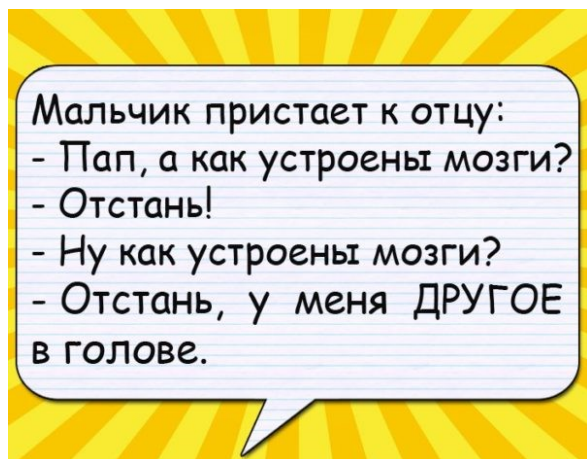 Мальчик пристает к отцу:
- Пап, а как устроены мозги?
- Отстань!
- Ну как устроены мозги?
- Отстань, у меня ДРУГОЕ
в голове.